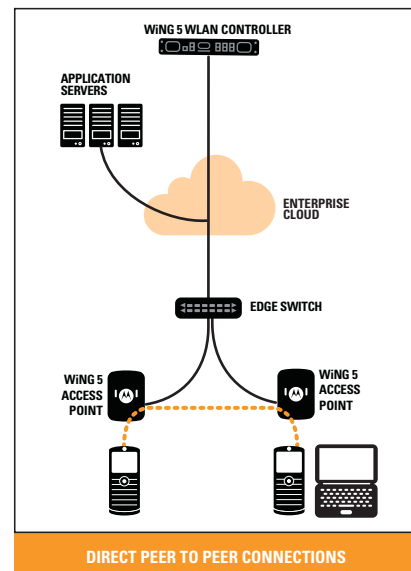 WiNG 5 WLAN CONTROLLER
APPLICATION
SERVERS
ENTERPRISE
CLOUD
EDGE SWITCH
WiNG 5
ACCESS
POINT
WiNG 5
ACCESS
POINT
DIRECT PEER TO PEER CONNECTIONS